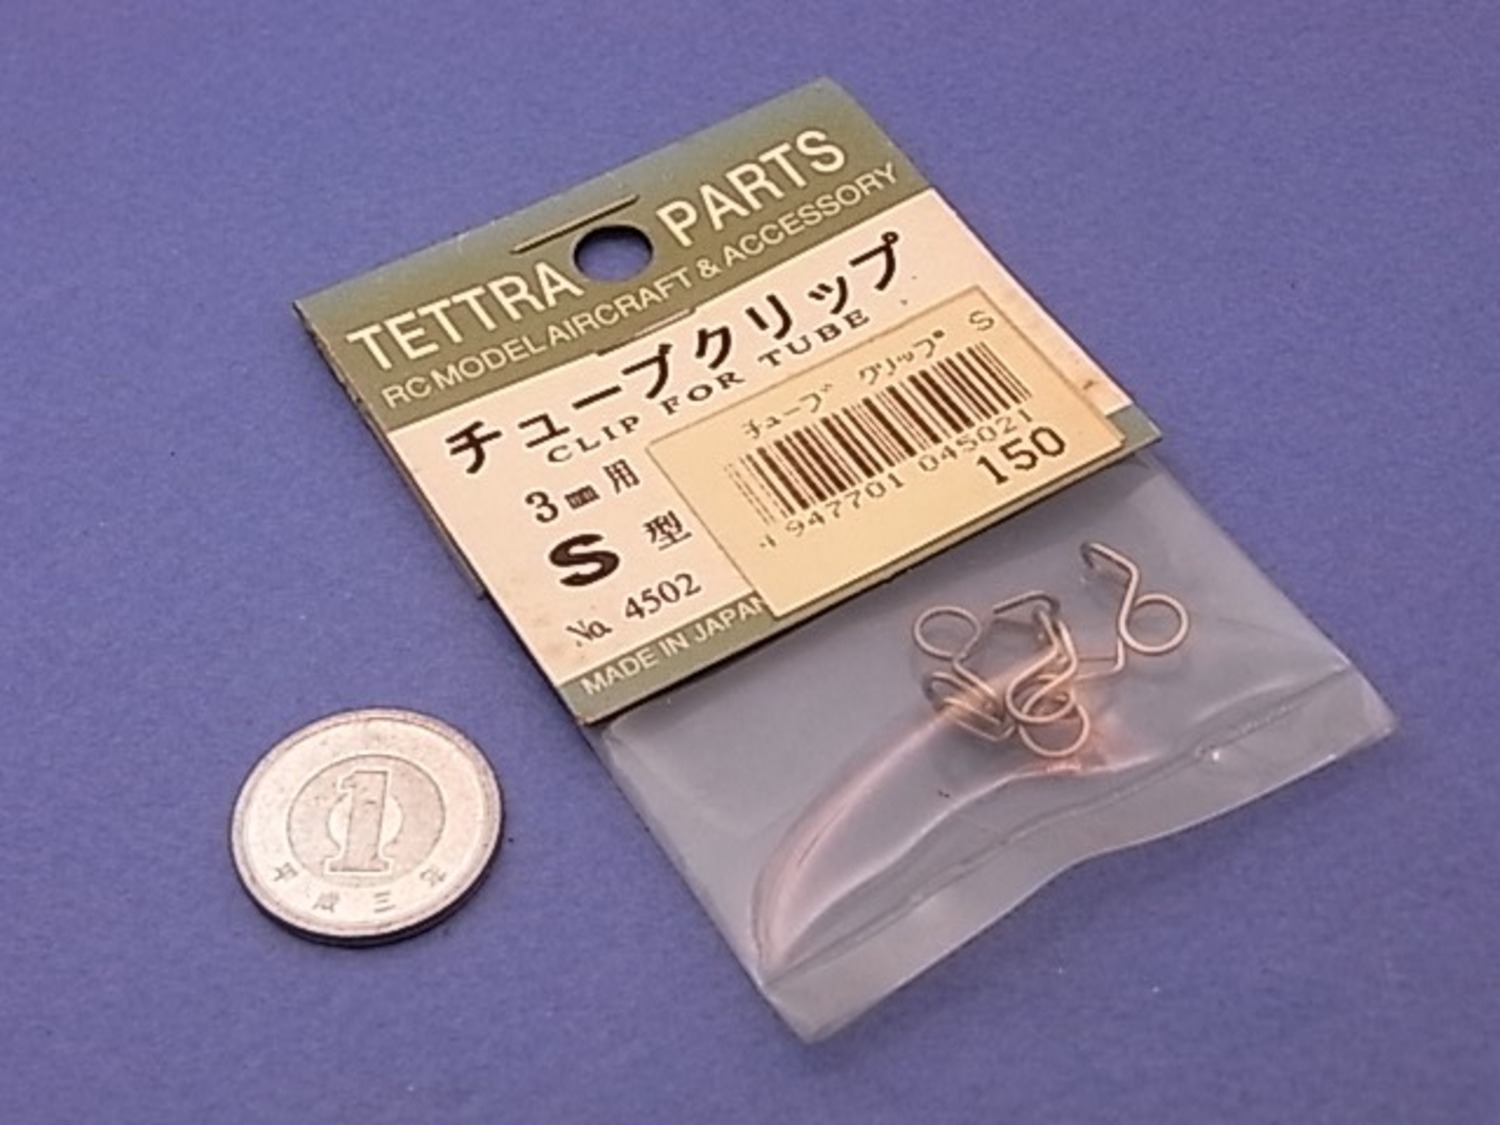 TETTRA PARTS
RC MODEL AIRCRAFT & ACCESSORY
チューブクリップ
CLIP FOR TUBE
3㎜用
S型
No. 4502
MADE IN JAPAN
チューブ クリップ S
4 947701 045021
150
1
平成三年